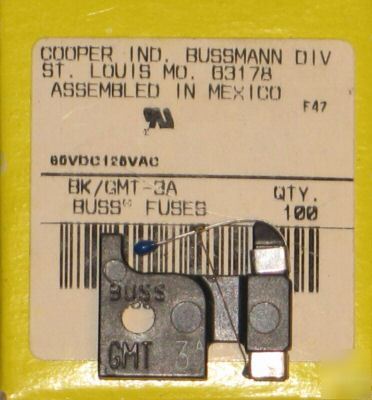 COOPER IND. BUSSMANN DIV
ST. LOUIS MO. 63178
ASSEMBLED IN MEXICO
F47
60VDC125VAC
BK/GMT-3A
QTY.
BUSS® FUSES
100
BUSS
GMT 3A